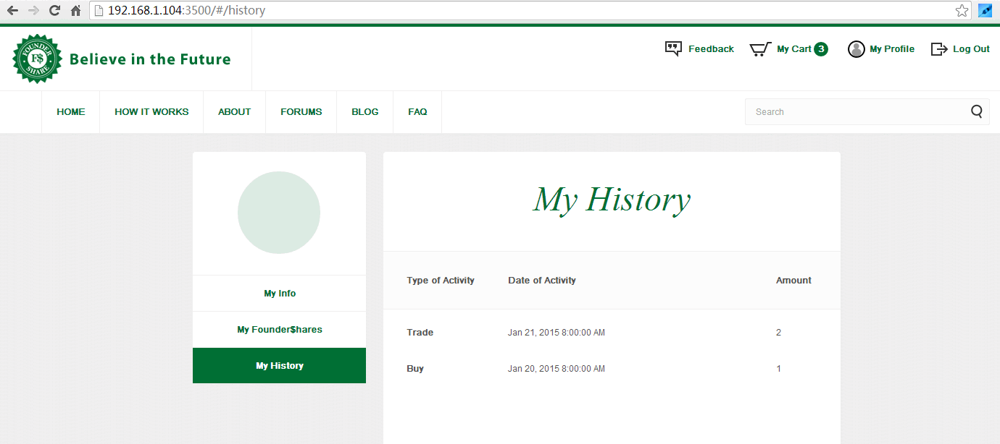 192.168.1.104:3500/#/history
FOUNDER
F$
SHARE
Believe in the Future
Feedback
My Cart 3
My Profile
Log Out
HOME HOW IT WORKS ABOUT FORUMS BLOG FAQ
Search
My Info
My Founder$hares
My History
My History
Type of Activity Date of Activity Amount
Trade Jan 21, 2015 8:00:00 AM 2
Buy Jan 20, 2015 8:00:00 AM 1